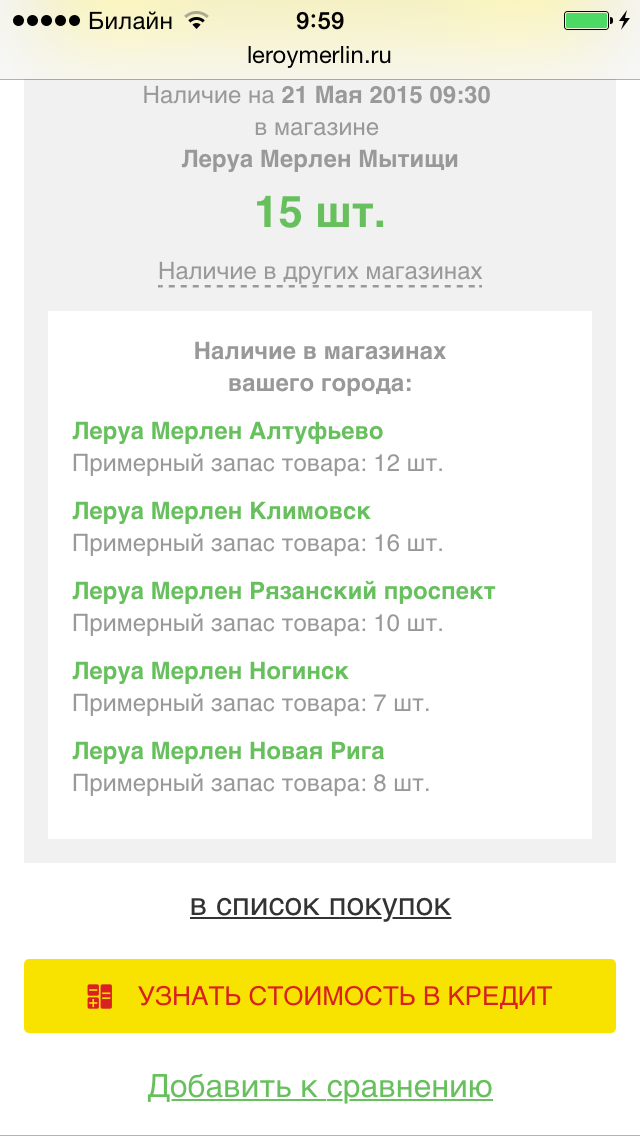 Билайн 9:59
leroymerlin.ru
Наличие на 21 Мая 2015 09:30
в магазине
Леруа Мерлен Мытищи
15 шт.
Наличие в других магазинах
Наличие в магазинах
вашего города:
Леруа Мерлен Алтуфьево
Примерный запас товара: 12 шт.
Леруа Мерлен Климовск
Примерный запас товара: 16 шт.
Леруа Мерлен Рязанский проспект
Примерный запас товара: 10 шт.
Леруа Мерлен Ногинск
Примерный запас товара: 7 шт.
Леруа Мерлен Новая Рига
Примерный запас товара: 8 шт.
в список покупок
УЗНАТЬ СТОИМОСТЬ В КРЕДИТ
Добавить к сравнению